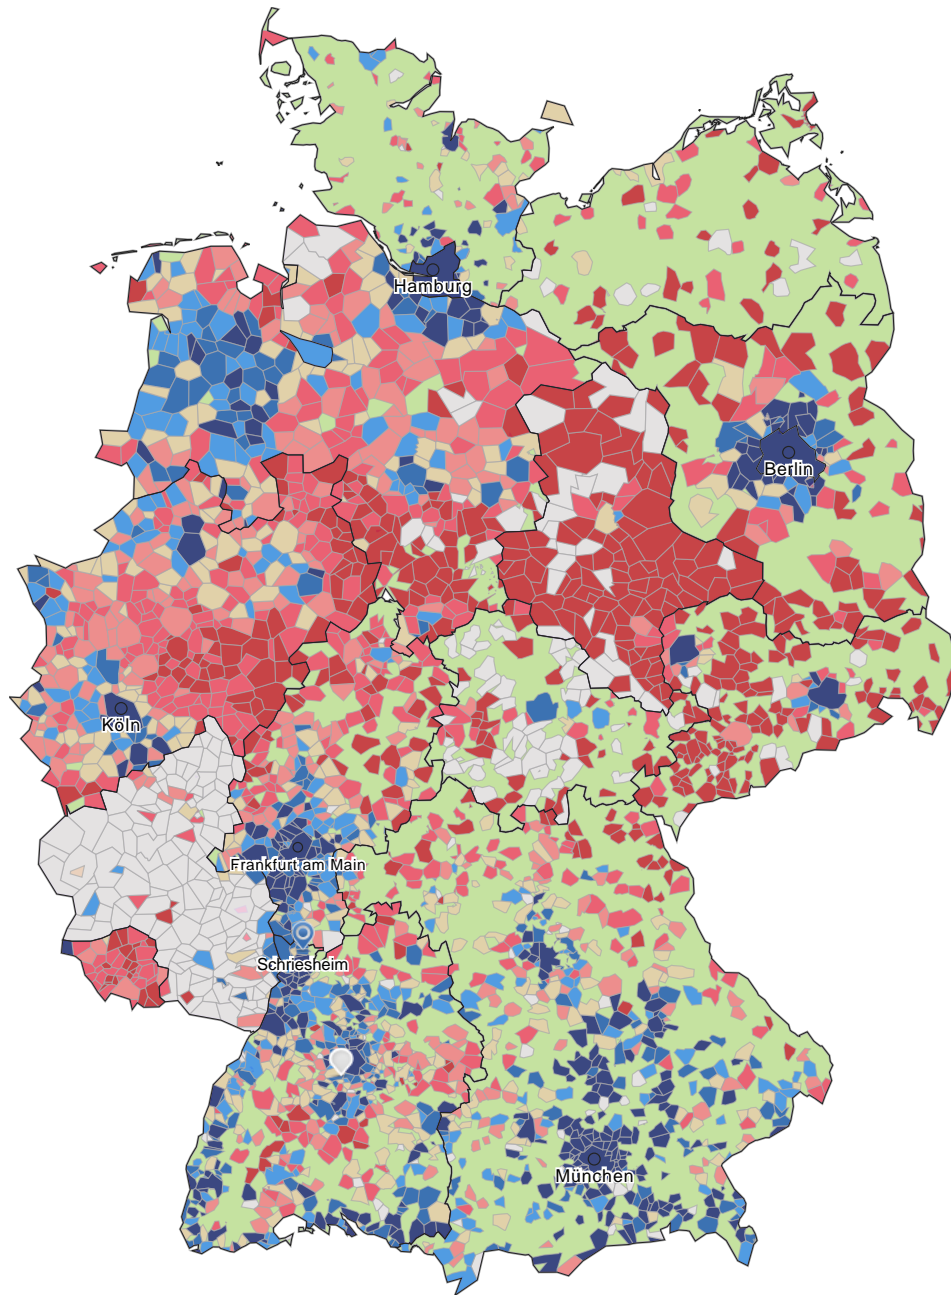 Hamburg
Berlin
Köln
Frankfurt am Main
Schriesheim
München